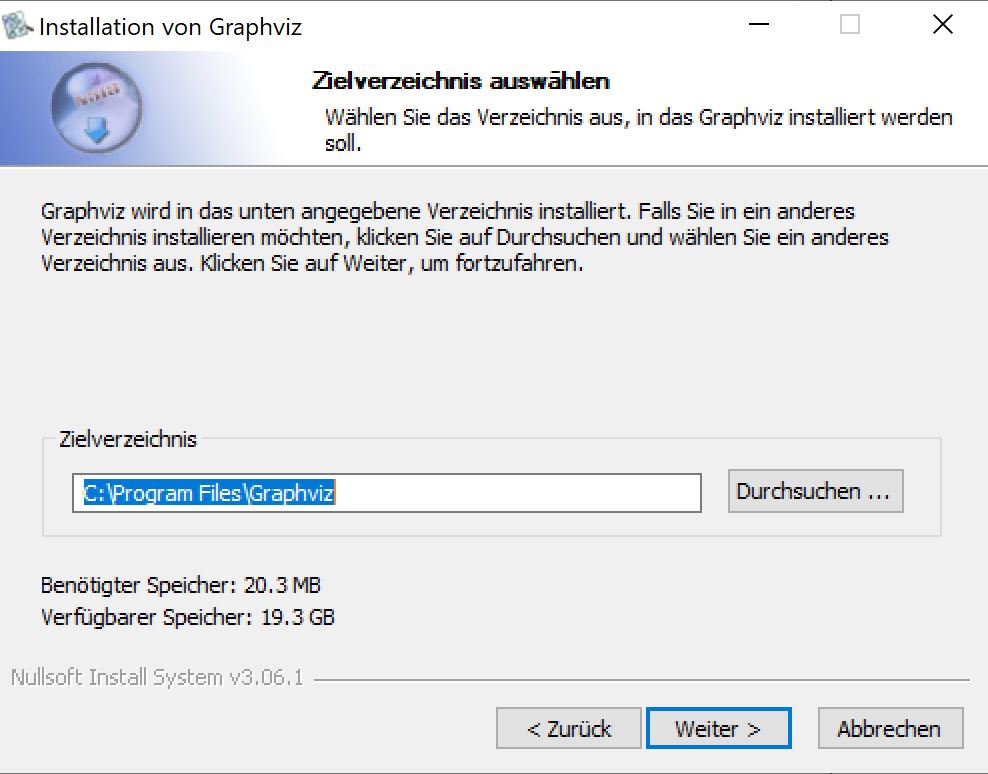 Installation von Graphviz
Zielverzeichnis auswählen
Wählen Sie das Verzeichnis aus, in das Graphviz installiert werden
soll.
Graphviz wird in das unten angegebene Verzeichnis installiert. Falls Sie in ein anderes
Verzeichnis installieren möchten, klicken Sie auf Durchsuchen und wählen Sie ein anderes
Verzeichnis aus. Klicken Sie auf Weiter, um fortzufahren.
Zielverzeichnis
C:\Program Files\Graphviz
Durchsuchen ...
Benötigter Speicher: 20.3 MB
Verfügbarer Speicher: 19.3 GB
Nullsoft Install System v3.06.1
< Zurück
Weiter >
Abbrechen